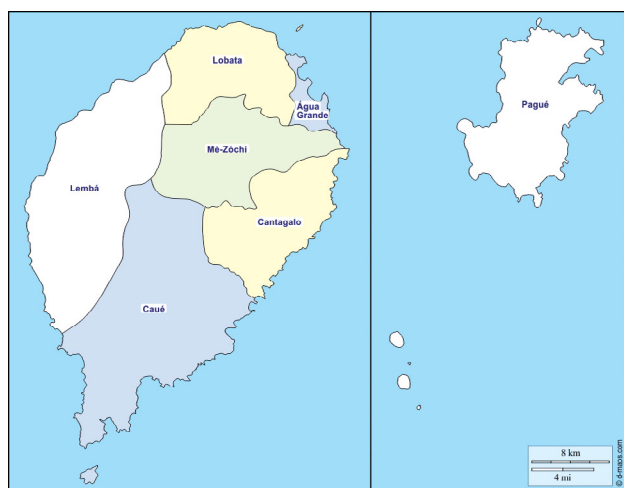 Lobata
Água
Grande
Pagué
Mé-Zóchi
Lembá
Cantagalo
Caué
8 km
4 mi
© d-maps.com